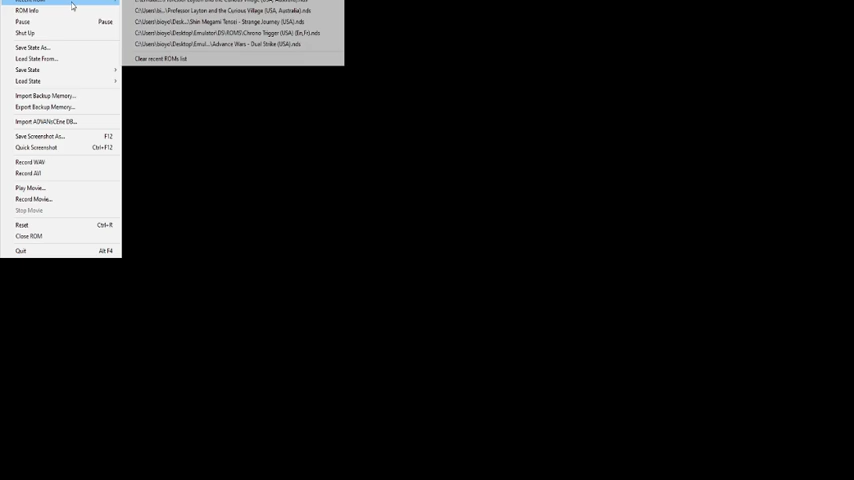 ROM Info
Pause Pause
Shut Up
Save State As...
Load State From...
Save State
Load State
Import Backup Memory...
Export Backup Memory...
Import ADVANsCEne DB...
Save Screenshot As... F12
Quick Screenshot Ctrl+F12
Record WAV
Record AVI
Play Movie...
Record Movie...
Stop Movie
Reset Ctrl+R
Close ROM
Quit Alt F4
C:\Users\bi...\Professor Layton and the Curious Village (USA, Australia).nds
C:\Users\bioyo\Desk...\Shin Megami Tensei - Strange Journey (USA).nds
C:\Users\bioyo\Desktop\Emulator\DS\ROMS\Chrono Trigger (USA) (En,Fr).nds
C:\Users\bioyo\Desktop\Emul...\Advance Wars - Dual Strike (USA).nds
Clear recent ROMs list